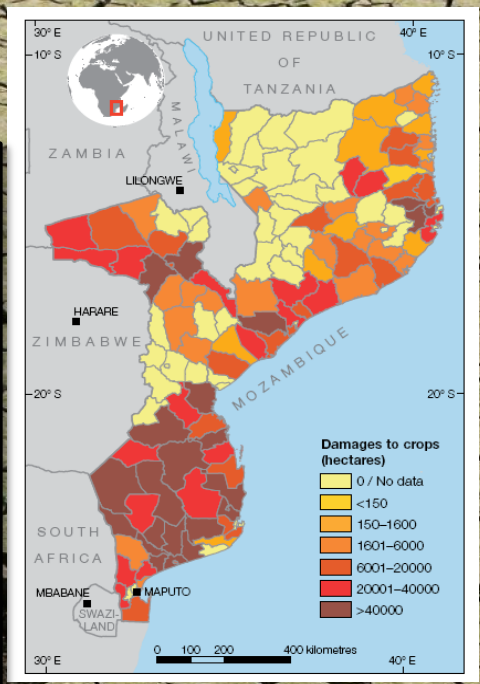 30° E
40° E
10° S
10° S
UNITED REPUBLIC
OF
TANZANIA
MALAWI
ZAMBIA
LILONGWE
HARARE
ZIMBABWE
MOZAMBIQUE
20° S
20° S
Damages to crops
(hectares)
0 / No data
<150
150–1600
1601–6000
6001–20000
20001–40000
>40000
SOUTH
AFRICA
MBABANE
MAPUTO
SWAZI-
LAND
0 100 200 400 kilometres
30° E
40° E